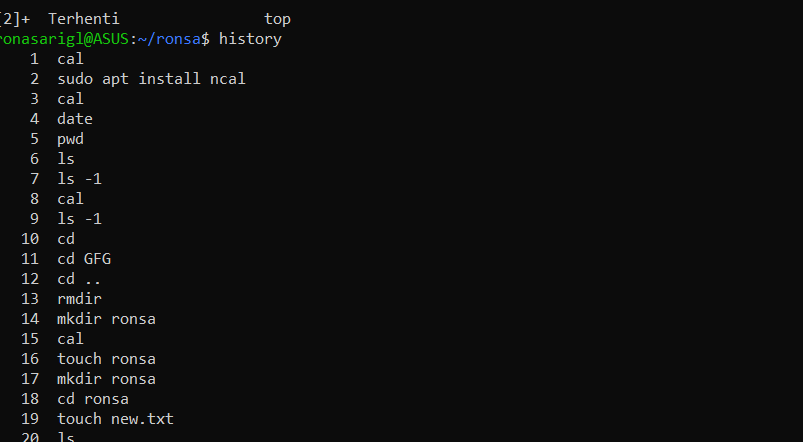 [2]+  Terhenti                top
ronasarigl@ASUS:~/ronsa$ history
    1  cal
    2  sudo apt install ncal
    3  cal
    4  date
    5  pwd
    6  ls
    7  ls -1
    8  cal
    9  ls -1
   10  cd
   11  cd GFG
   12  cd ..
   13  rmdir
   14  mkdir ronsa
   15  cal
   16  touch ronsa
   17  mkdir ronsa
   18  cd ronsa
   19  touch new.txt
   20  ls